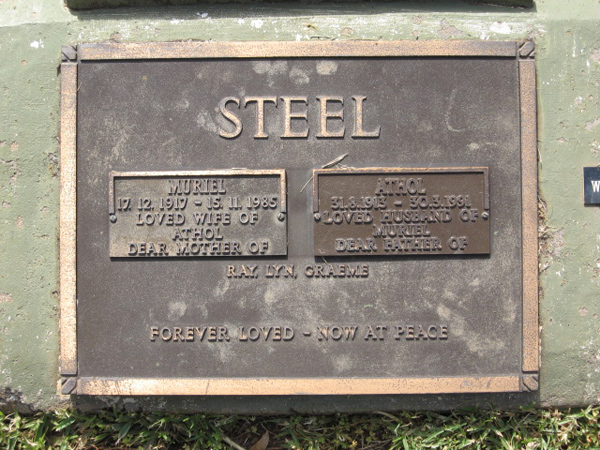 STEEL
MURIEL
17.12.1917 - 15.11.1985
LOVED WIFE OF
ATHOL
DEAR MOTHER OF
ATHOL
31.8.1913 - 30.3.1991
LOVED HUSBAND OF
MURIEL
DEAR FATHER OF
RAY, LYN, GRAEME
FOREVER LOVED - NOW AT PEACE
W